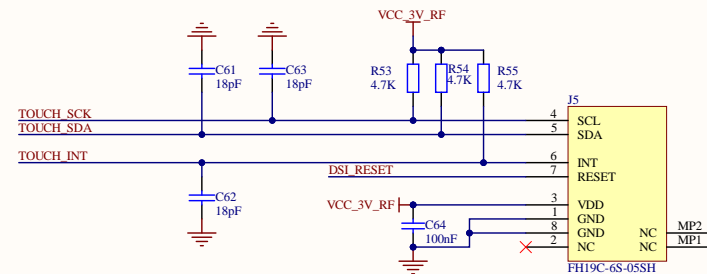 VCC_3V_RF
C61
18pF
C63
18pF
R53
4.7K
R54
4.7K
R55
4.7K
J5
TOUCH_SCK
4
SCL
TOUCH_SDA
5
SDA
TOUCH_INT
6
INT
DSI_RESET
7
RESET
C62
18pF
VCC_3V_RF
3
VDD
1
GND
C64
100nF
8
GND
NC
MP2
2
NC
NC
MP1
FH19C-6S-05SH